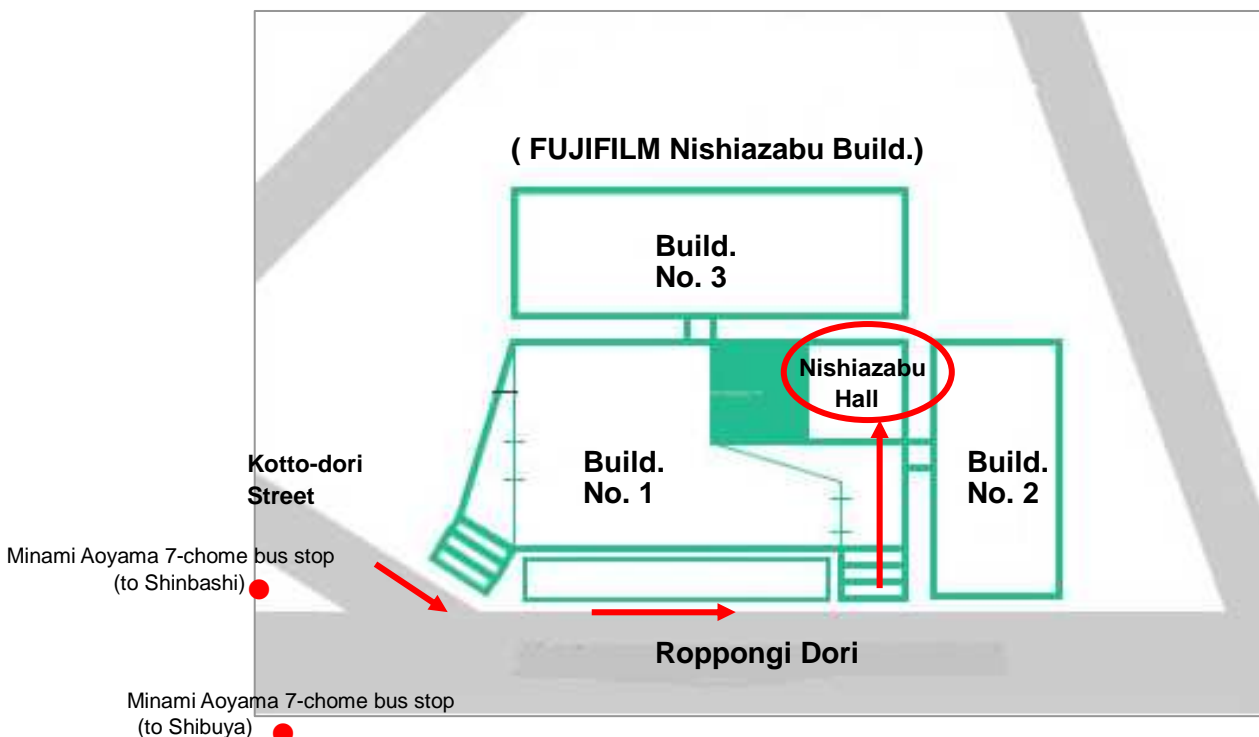 ( FUJIFILM Nishiazabu Build.)
Build.
No. 3
Nishiazabu
Hall
Kotto-dori
Street
Build.
No. 1
Build.
No. 2
Minami Aoyama 7-chome bus stop
(to Shinbashi)
Roppongi Dori
Minami Aoyama 7-chome bus stop
(to Shibuya)